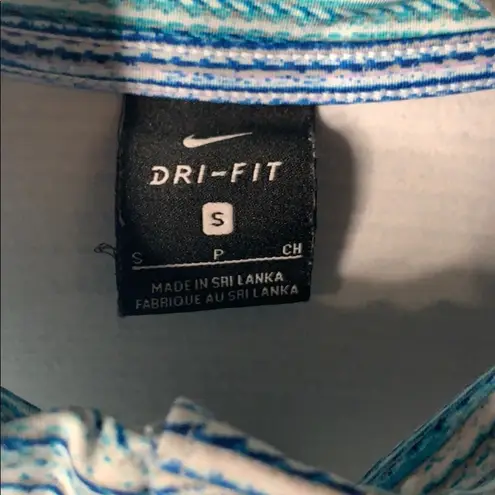 DRI-FIT
S
S P CH
MADE IN SRI LANKA
FABRIQUE AU SRI LANKA